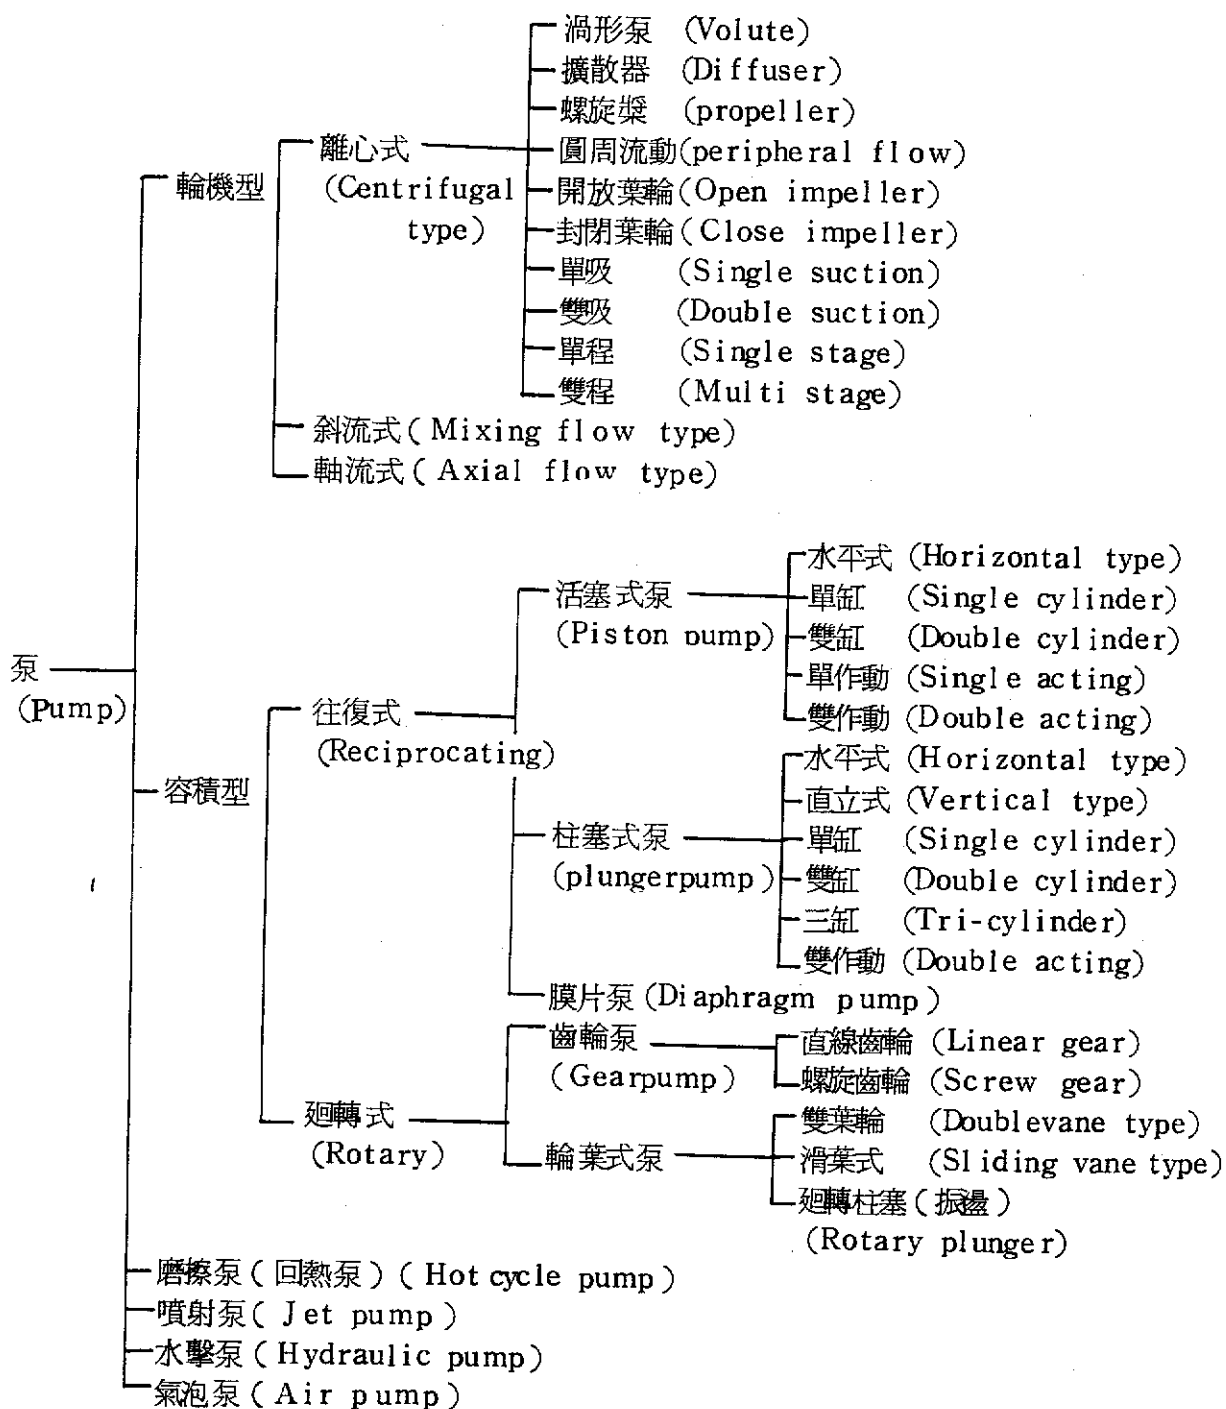 渦形泵 (Volute)
擴散器 (Diffuser)
螺旋槳 (propeller)
離心式
圓周流動(peripheral flow)
輪機型
(Centrifugal
開放葉輪(Open impeller)
type)
封閉葉輪(Close impeller)
單吸 (Single suction)
雙吸 (Double suction)
單程 (Single stage)
雙程 (Multi stage)
斜流式(Mixing flow type)
軸流式(Axial flow type)
水平式 (Horizontal type)
活塞式泵
單缸 (Single cylinder)
(Piston pump)
雙缸 (Double cylinder)
泵
單作動 (Single acting)
(Pump)
往復式
雙作動 (Double acting)
(Reciprocating)
水平式 (Horizontal type)
容積型
直立式 (Vertical type)
柱塞式泵
單缸 (Single cylinder)
(plungerpump)
雙缸 (Double cylinder)
三缸 (Tri-cylinder)
雙作動 (Double acting)
膜片泵(Diaphragm pump)
齒輪泵
直線齒輪 (Linear gear)
(Gearpump)
螺旋齒輪 (Screw gear)
廻轉式
雙葉輪 (Doublevane type)
(Rotary)
輪葉式泵
滑葉式 (Sliding vane type)
廻轉柱塞(振盪)
(Rotary plunger)
磨擦泵(回熱泵)(Hot cycle pump)
噴射泵(Jet pump)
水擊泵(Hydraulic pump)
氣泡泵(Air pump)